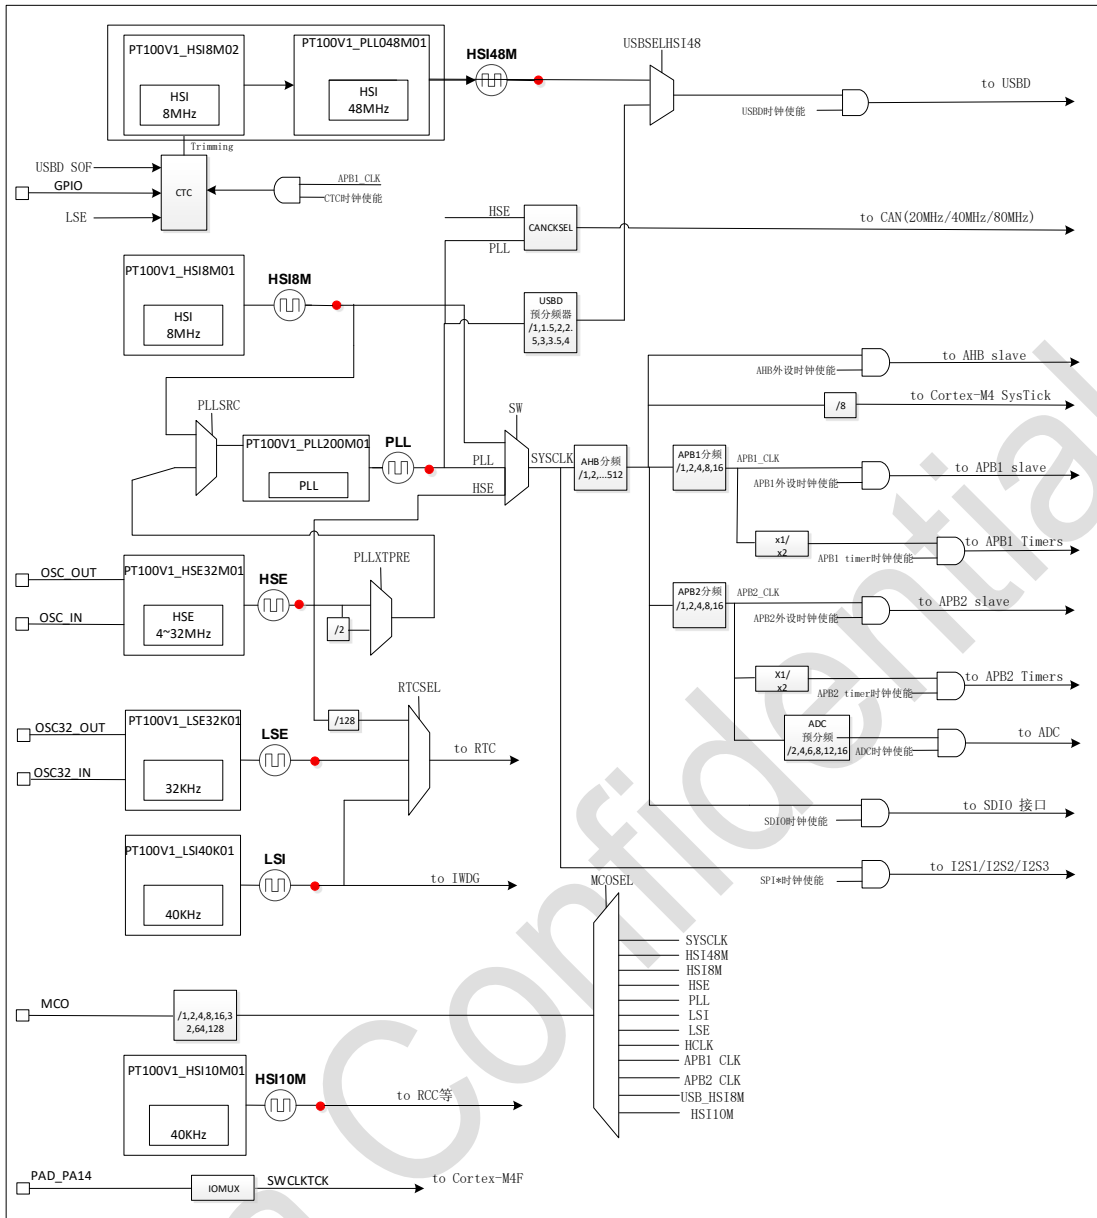 PT100V1_HSI8M02
HSI
8MHz
PT100V1_PLL048M01
HSI
48MHz
HSI48M
USBSELHSI48
to USBD
USBD时钟使能
Trimming
USBD SOF
GPIO
LSE
CTC
APB1_CLK
CTC时钟使能
HSE
PLL
CANCKSEL
to CAN(20MHz/40MHz/80MHz)
PT100V1_HSI8M01
HSI
8MHz
HSI8M
USBD
预分频器
/1,1.5,2,2.
5,3,3.5,4
to AHB slave
AHB外设时钟使能
/8
to Cortex-M4 SysTick
PLLSRC
PT100V1_PLL200M01
PLL
PLL
SW
PLL
HSE
SYSCLK
AHB分频
/1,2,...512
APB1分频
/1,2,4,8,16
APB1_CLK
APB1外设时钟使能
to APB1 slave
x1/
x2
APB1 timer时钟使能
to APB1 Timers
PLLXTPRE
OSC_OUT
OSC_IN
PT100V1_HSE32M01
HSE
4~32MHz
HSE
/2
APB2分频
/1,2,4,8,16
APB2_CLK
APB2外设时钟使能
to APB2 slave
X1/
x2
APB2 timer时钟使能
to APB2 Timers
RTCSEL
/128
OSC32_OUT
OSC32_IN
PT100V1_LSE32K01
32KHz
LSE
to RTC
ADC
预分频
/2,4,6,8,12,16
ADC时钟使能
to ADC
SDIO时钟使能
to SDIO 接口
PT100V1_LSI40K01
40KHz
LSI
to IWDG
SPI*时钟使能
to I2S1/I2S2/I2S3
MCOSEL
SYSCLK
HSI48M
HSI8M
HSE
PLL
LSI
LSE
HCLK
APB1 CLK
APB2 CLK
USB_HSI8M
HSI10M
MCO
/1,2,4,8,16,3
2,64,128
PT100V1_HSI10M01
40KHz
HSI10M
to RCC等
PAD_PA14
IOMUX
SWCLKTCK
to Cortex-M4F
Confidential